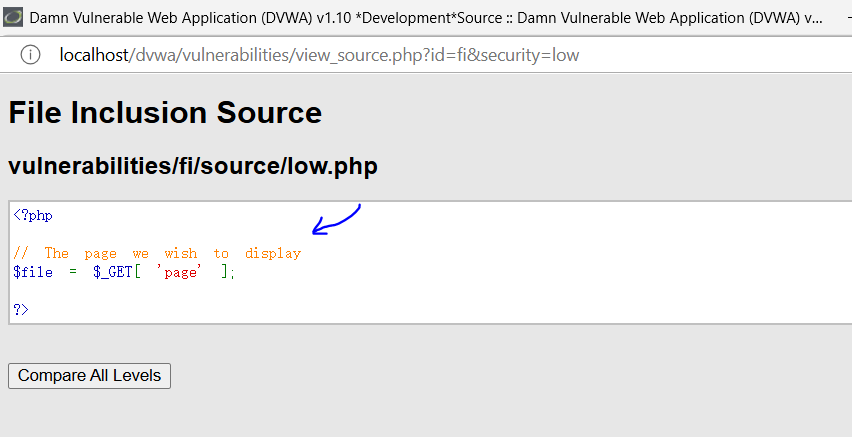 Damn Vulnerable Web Application (DVWA) v1.10 *Development*Source :: Damn Vulnerable Web Application (DVWA) v...
localhost/dvwa/vulnerabilities/view_source.php?id=fi&security=low
File Inclusion Source
vulnerabilities/fi/source/low.php
<?php
// The page we wish to display
$file = $_GET[ 'page' ];
?>
Compare All Levels